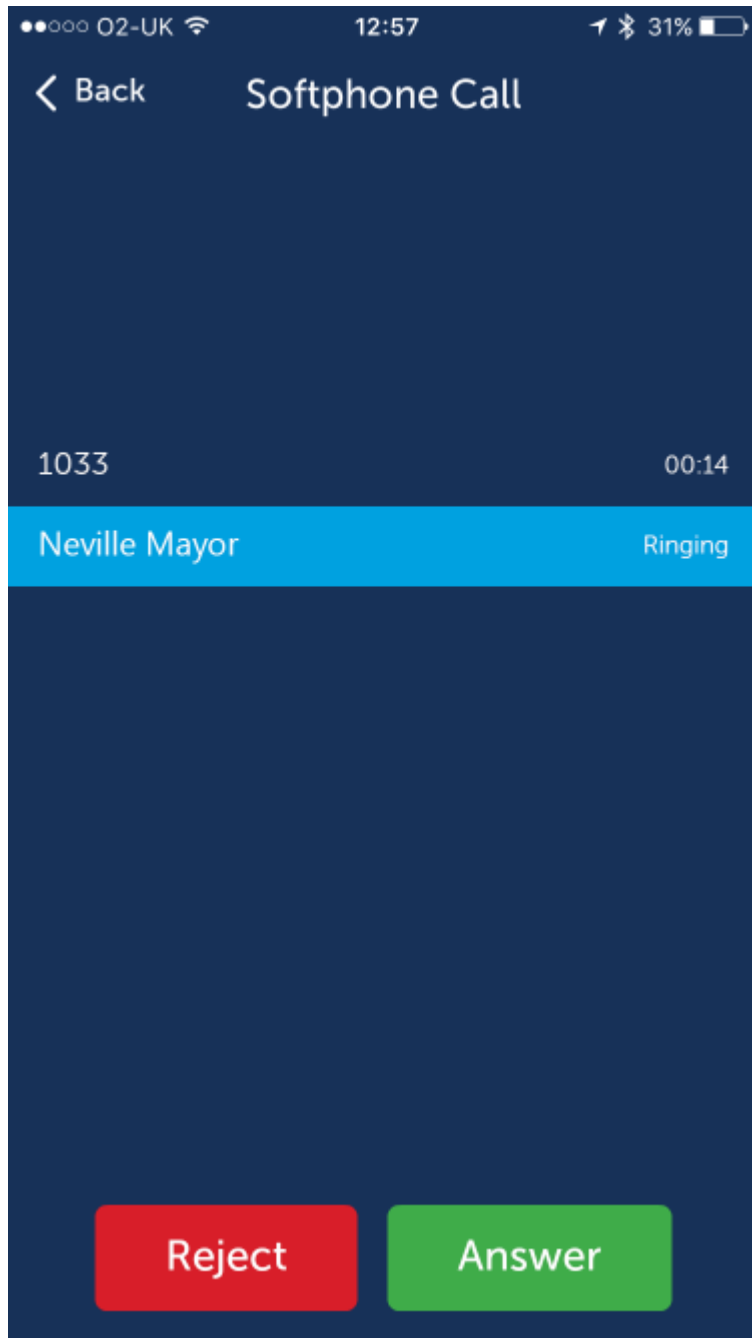 ●●○○○ O2-UK 12:57 31%
Back Softphone Call
1033 00:14
Neville Mayor Ringing
Reject Answer